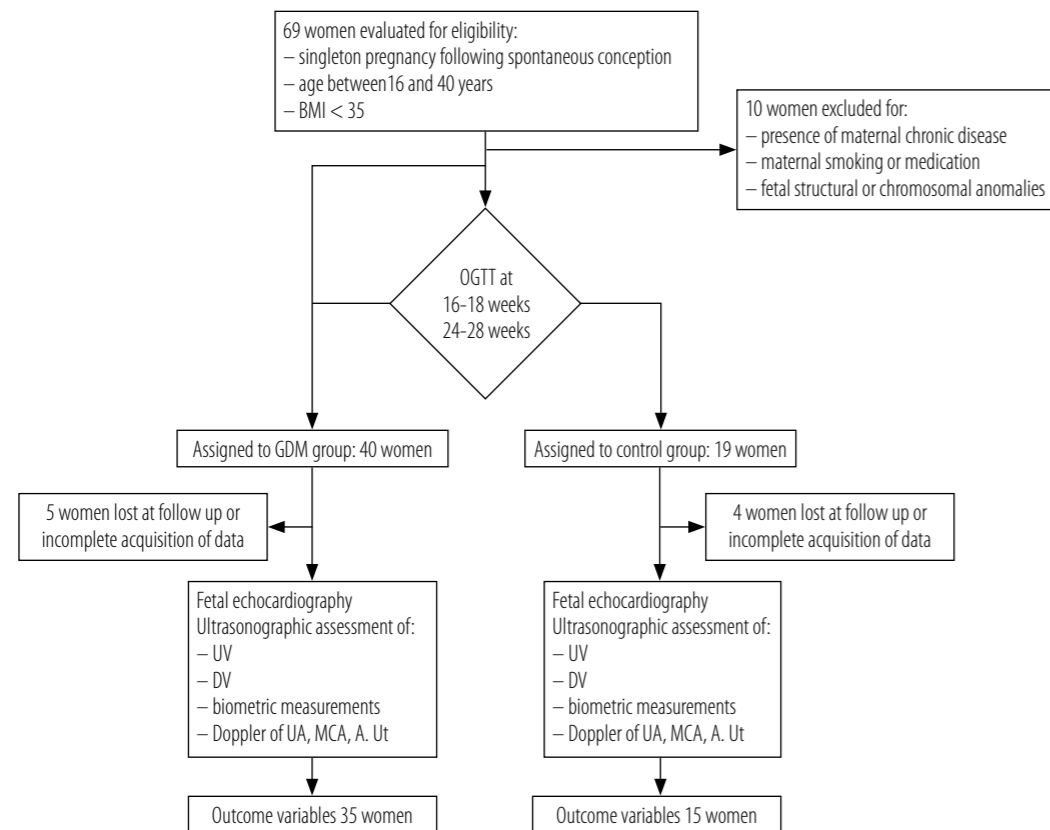 69 women evaluated for eligibility:
– singleton pregnancy following spontaneous conception
– age between16 and 40 years
– BMI < 35
10 women excluded for:
– presence of maternal chronic disease
– maternal smoking or medication
– fetal structural or chromosomal anomalies
OGTT at
16-18 weeks
24-28 weeks
Assigned to GDM group: 40 women
Assigned to control group: 19 women
5 women lost at follow up or
incomplete acquisition of data
4 women lost at follow up or
incomplete acquisition of data
Fetal echocardiography
Ultrasonographic assessment of:
– UV
– DV
– biometric measurements
– Doppler of UA, MCA, A. Ut
Fetal echocardiography
Ultrasonographic assessment of:
– UV
– DV
– biometric measurements
– Doppler of UA, MCA, A. Ut
Outcome variables 35 women
Outcome variables 15 women